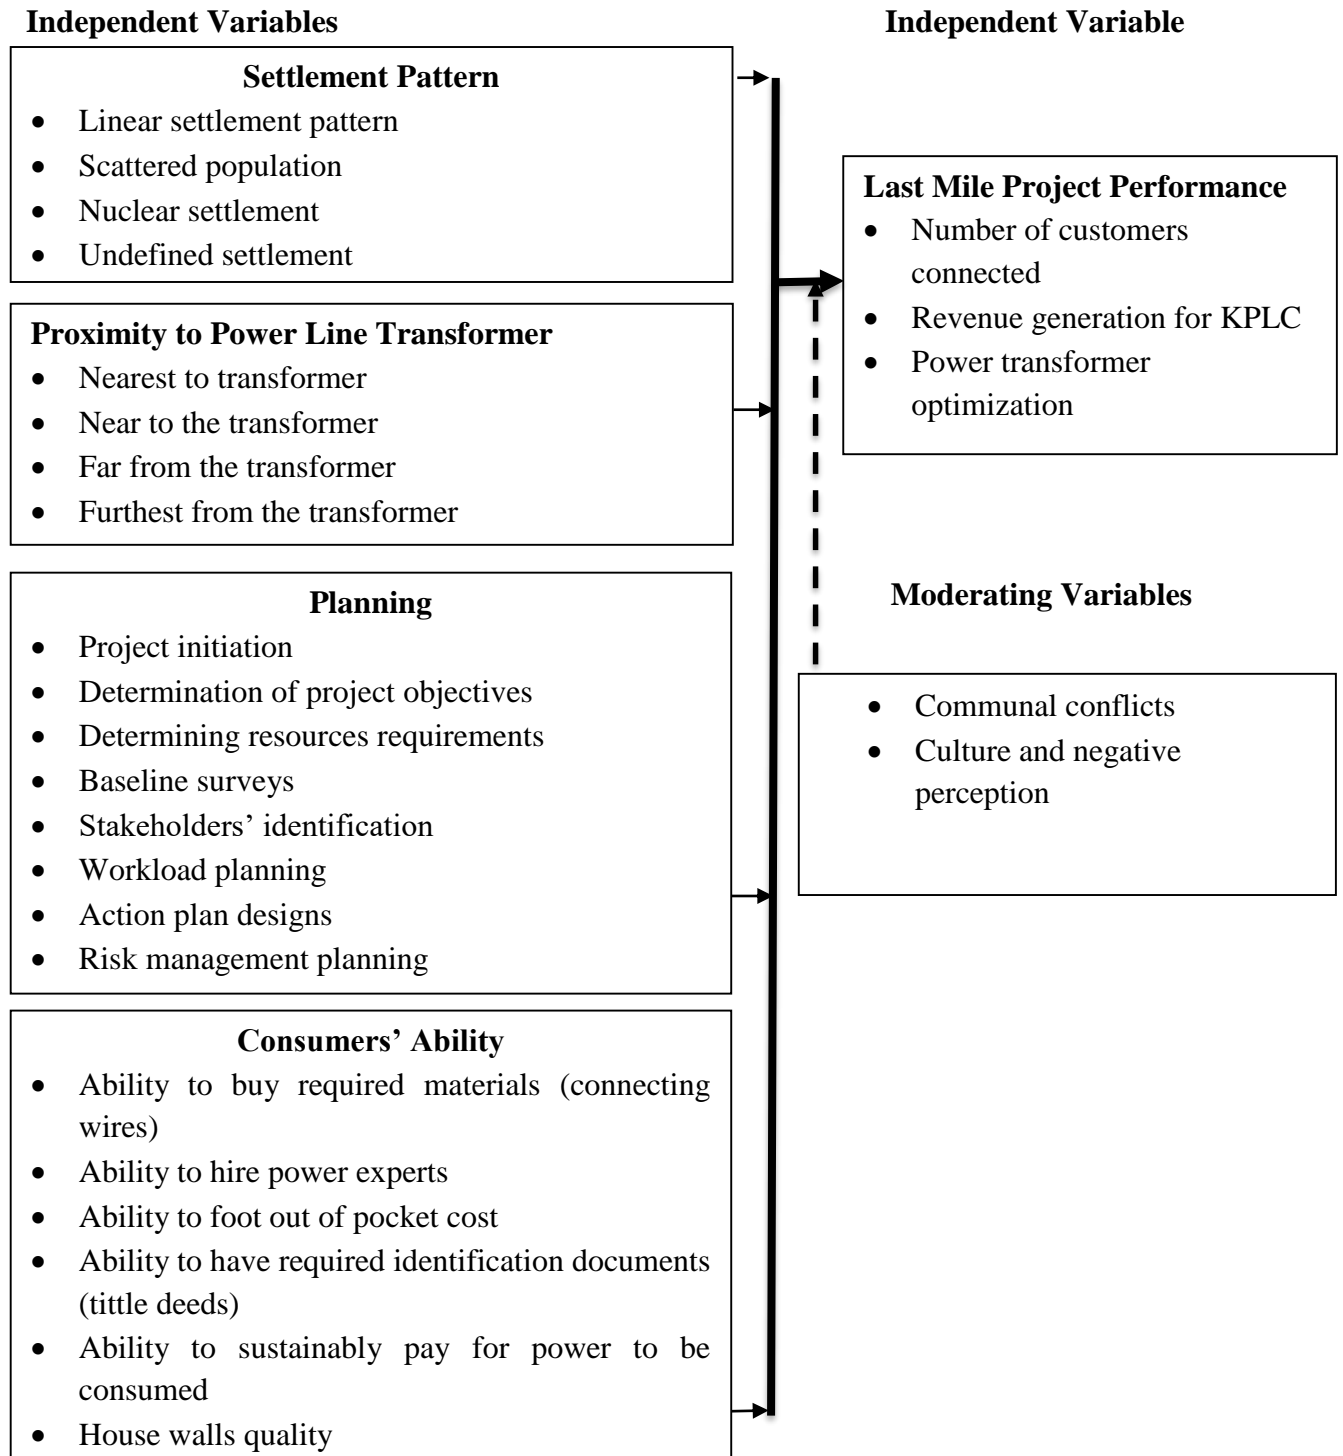 Independent Variables
Independent Variable
Settlement Pattern
• Linear settlement pattern
• Scattered population
• Nuclear settlement
• Undefined settlement
Proximity to Power Line Transformer
• Nearest to transformer
• Near to the transformer
• Far from the transformer
• Furthest from the transformer
Planning
• Project initiation
• Determination of project objectives
• Determining resources requirements
• Baseline surveys
• Stakeholders’ identification
• Workload planning
• Action plan designs
• Risk management planning
Consumers’ Ability
• Ability to buy required materials (connecting
wires)
• Ability to hire power experts
• Ability to foot out of pocket cost
• Ability to have required identification documents
(tittle deeds)
• Ability to sustainably pay for power to be
consumed
• House walls quality
Last Mile Project Performance
• Number of customers
connected
• Revenue generation for KPLC
• Power transformer
optimization
Moderating Variables
• Communal conflicts
• Culture and negative
perception